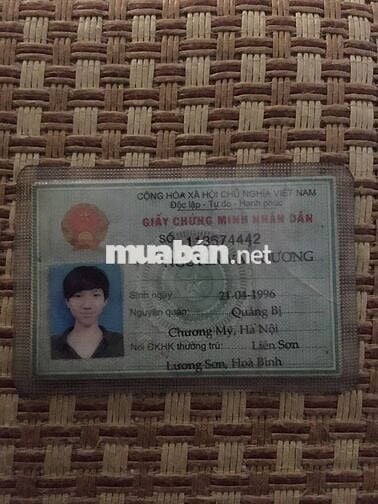 CỘNG HÒA XÃ HỘI CHỦ NGHĨA VIỆT NAM
Độc lập - Tự do - Hạnh phúc
GIẤY CHỨNG MINH NHÂN DÂN
SỐ 113574442
muaban.net
Sinh ngày 21-04-1996
Nguyên quán: Quảng Bị
Chương Mỹ, Hà Nội
Nơi ĐKHK thường trú: Liên Sơn
Lương Sơn, Hoà Bình